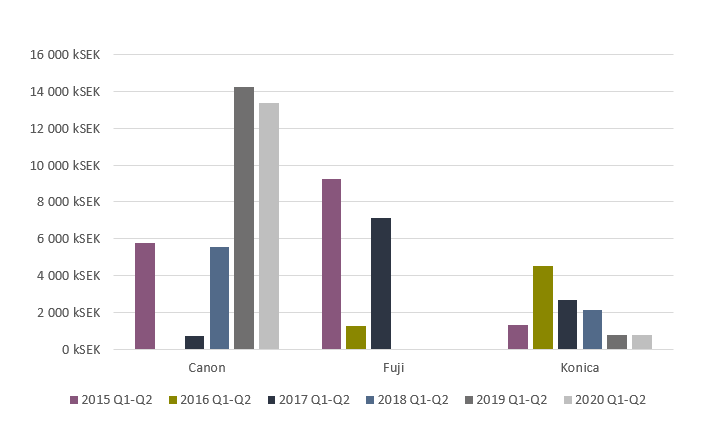 16 000 kSEK
14 000 kSEK
12 000 kSEK
10 000 kSEK
8 000 kSEK
6 000 kSEK
4 000 kSEK
2 000 kSEK
0 kSEK
Canon Fuji Konica
2015 Q1-Q2 2016 Q1-Q2 2017 Q1-Q2 2018 Q1-Q2 2019 Q1-Q2 2020 Q1-Q2